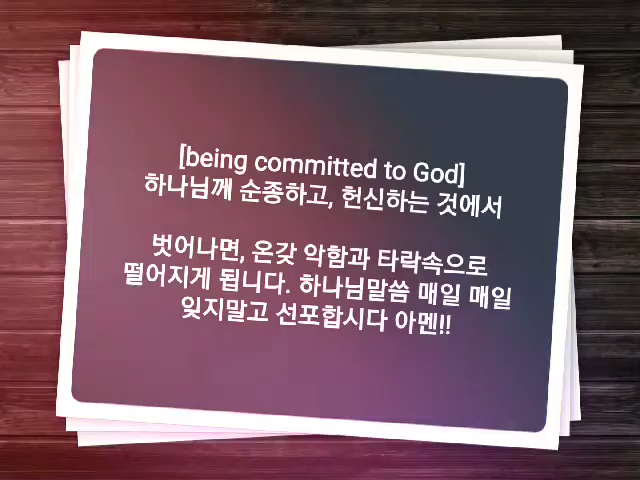 [being committed to God]
하나님께 순종하고, 헌신하는 것에서
벗어나면, 온갖 악함과 타락속으로
떨어지게 됩니다. 하나님말씀 매일 매일
잊지말고 선포합시다 아멘!!